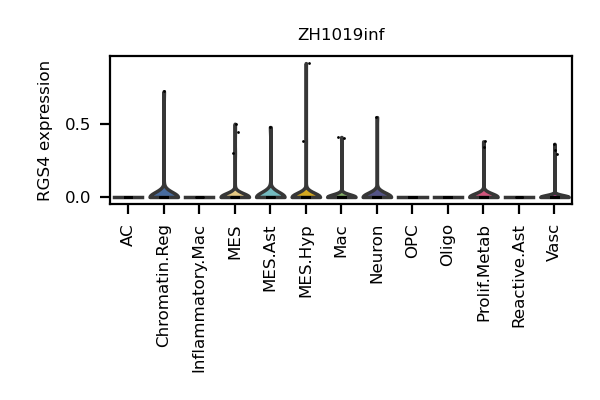 ZH1019inf
RGS4 expression
0.5
0.0
AC
Chromatin.Reg
Inflammatory.Mac
MES
MES.Ast
MES.Hyp
Mac
Neuron
OPC
Oligo
Prolif.Metab
Reactive.Ast
Vasc